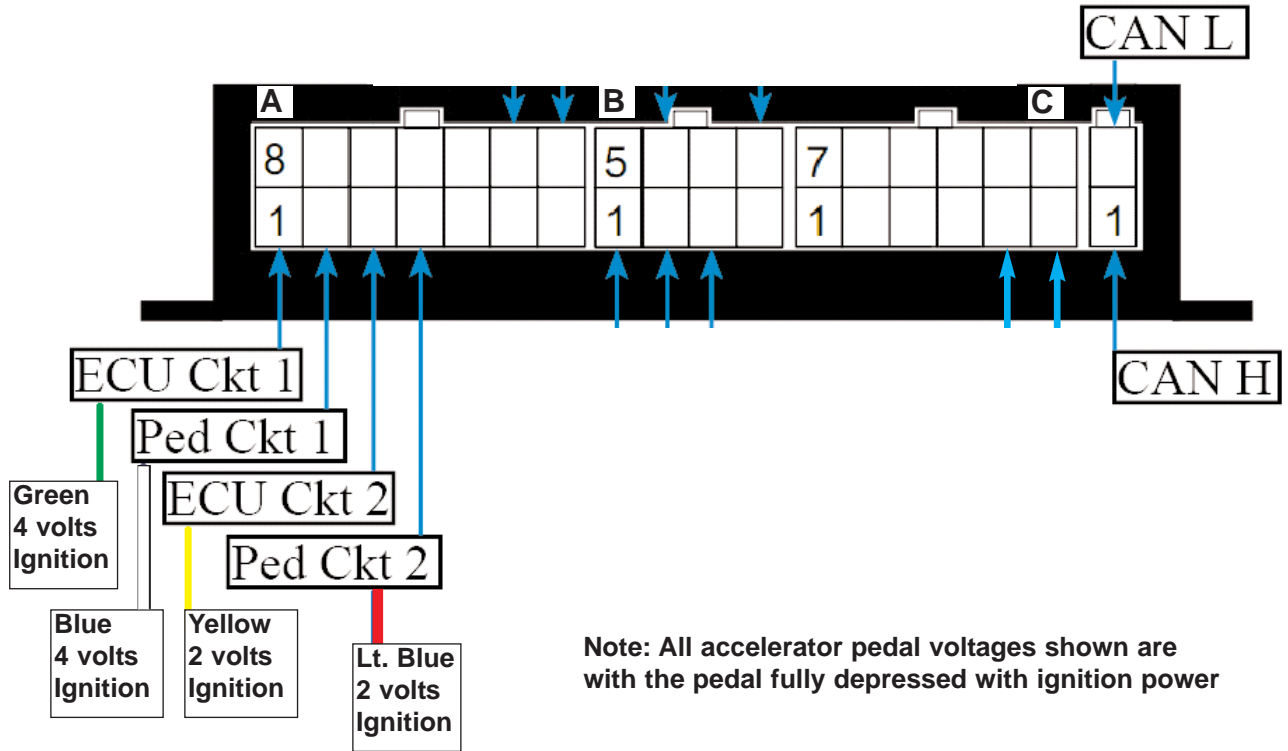 CAN L
A
B
C
8
5
7
1
1
1
1
ECU Ckt 1
CAN H
Ped Ckt 1
ECU Ckt 2
Ped Ckt 2
Green
4 volts
Ignition
Blue
4 volts
Ignition
Yellow
2 volts
Ignition
Lt. Blue
2 volts
Ignition
Note: All accelerator pedal voltages shown are
with the pedal fully depressed with ignition power